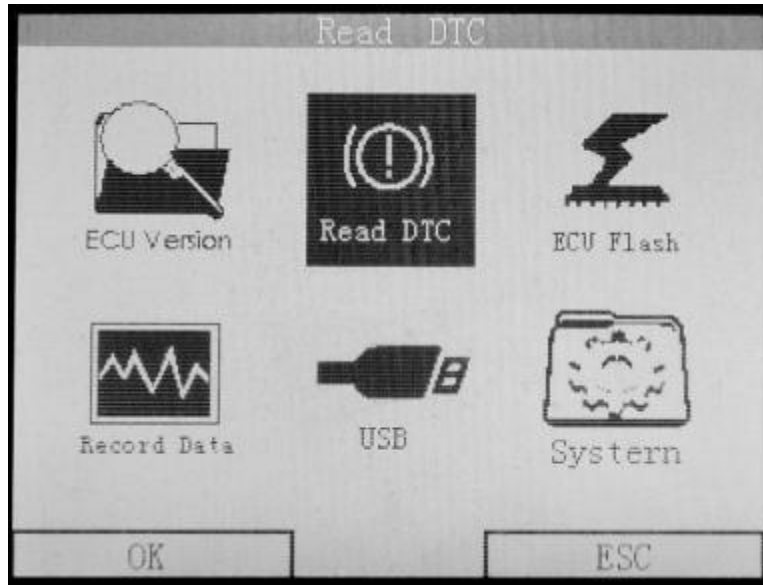 Read DTC
ECU Version
Read DTC
ECU Flash
Record Data
USB
Systern
OK
ESC